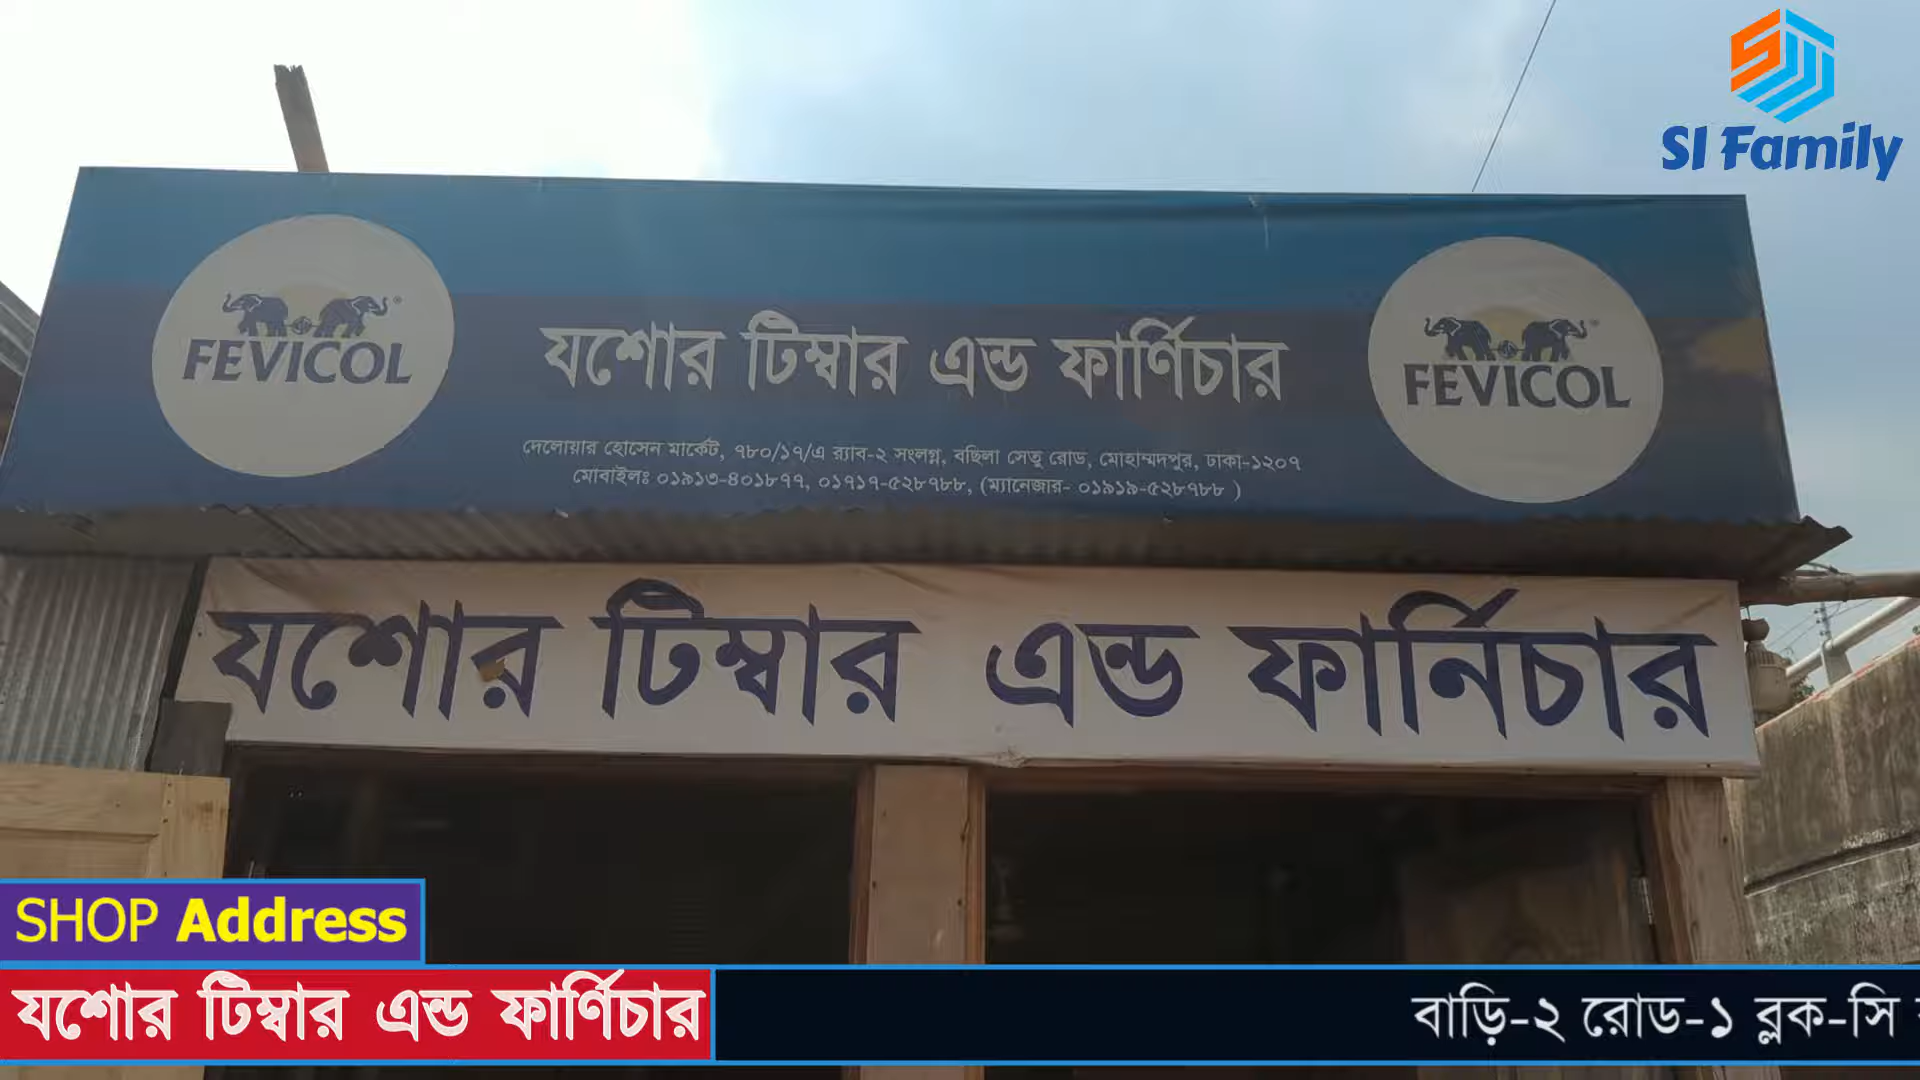 SI Family
FEVICOL
যশোর টিম্বার এন্ড ফার্ণিচার
FEVICOL
দেলোয়ার হোসেন মার্কেট, ৭৮০/১৭/এ র‍্যাব-২ সংলগ্ন, বছিলা সেতু রোড, মোহাম্মদপুর, ঢাকা-১২০৭
মোবাইলঃ ০১৯১৩-৪০১৮৭৭, ০১৭১৭-৫২৮৭৮৮, (ম্যানেজার- ০১৯১৯-৫২৮৭৮৮ )
যশোর টিম্বার এন্ড ফার্নিচার
SHOP Address
যশোর টিম্বার এন্ড ফার্ণিচার
বাড়ি-২ রোড-১ ব্লক-সি